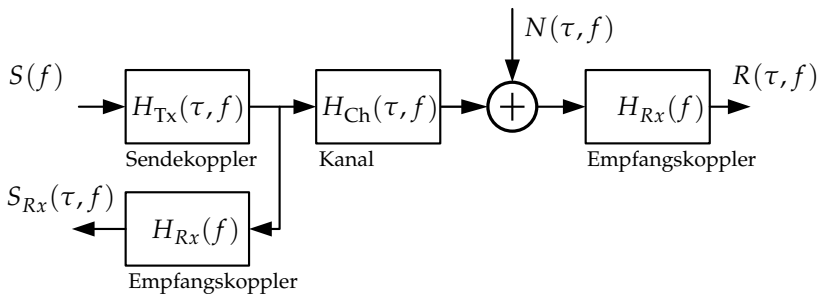 N(τ, f)
S(f)
R(τ, f)
H_Tx(τ, f)
H_Ch(τ, f)
+
H_Rx(f)
Sendekoppler
Kanal
Empfangskoppler
S_Rx(τ, f)
H_Rx(f)
Empfangskoppler